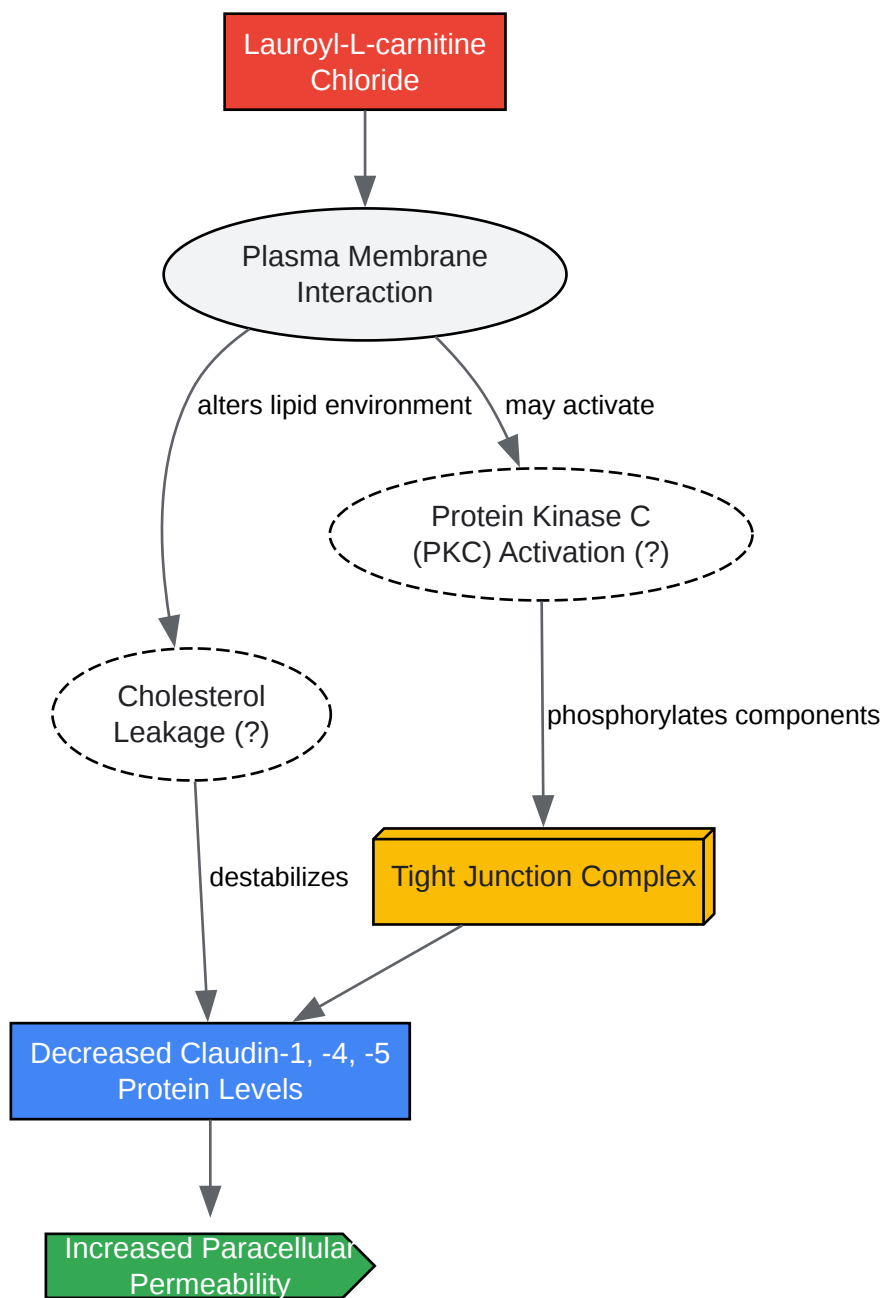 Lauroyl-L-carnitine
Chloride
Plasma Membrane
Interaction
alters lipid environment
may activate
Protein Kinase C
(PKC) Activation (?)
Cholesterol
Leakage (?)
phosphorylates components
destabilizes
Tight Junction Complex
Decreased Claudin-1, -4, -5
Protein Levels
Increased Paracellular
Permeability